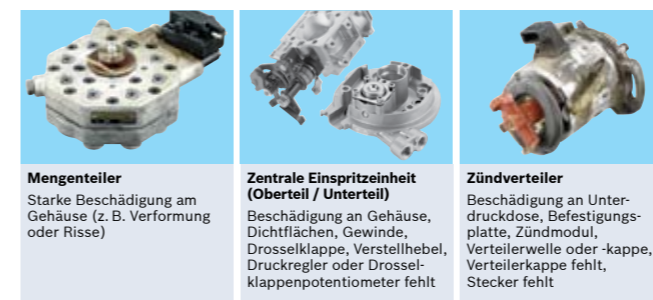 Mengenteiler
Starke Beschädigung am
Gehäuse (z. B. Verformung
oder Risse)
Zentrale Einspritzeinheit
(Oberteil / Unterteil)
Beschädigung an Gehäuse,
Dichtflächen, Gewinde,
Drosselklappe, Verstellhebel,
Druckregler oder Drossel-
klappenpotentiometer fehlt
Zündverteiler
Beschädigung an Unter-
druckdose, Befestigungs-
platte, Zündmodul,
Verteilerwelle oder -kappe,
Verteilerkappe fehlt,
Stecker fehlt